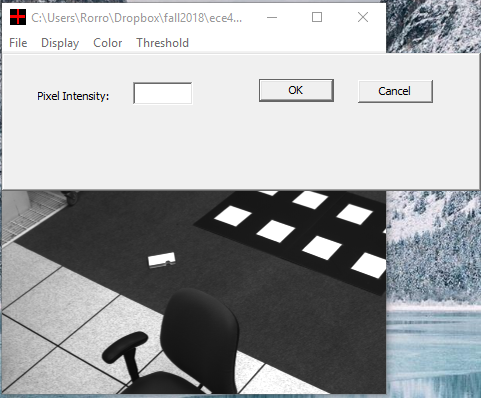 C:\Users\Rorro\Dropbox\fall2018\ece4...
File Display Color Threshold
Pixel Intensity: OK Cancel